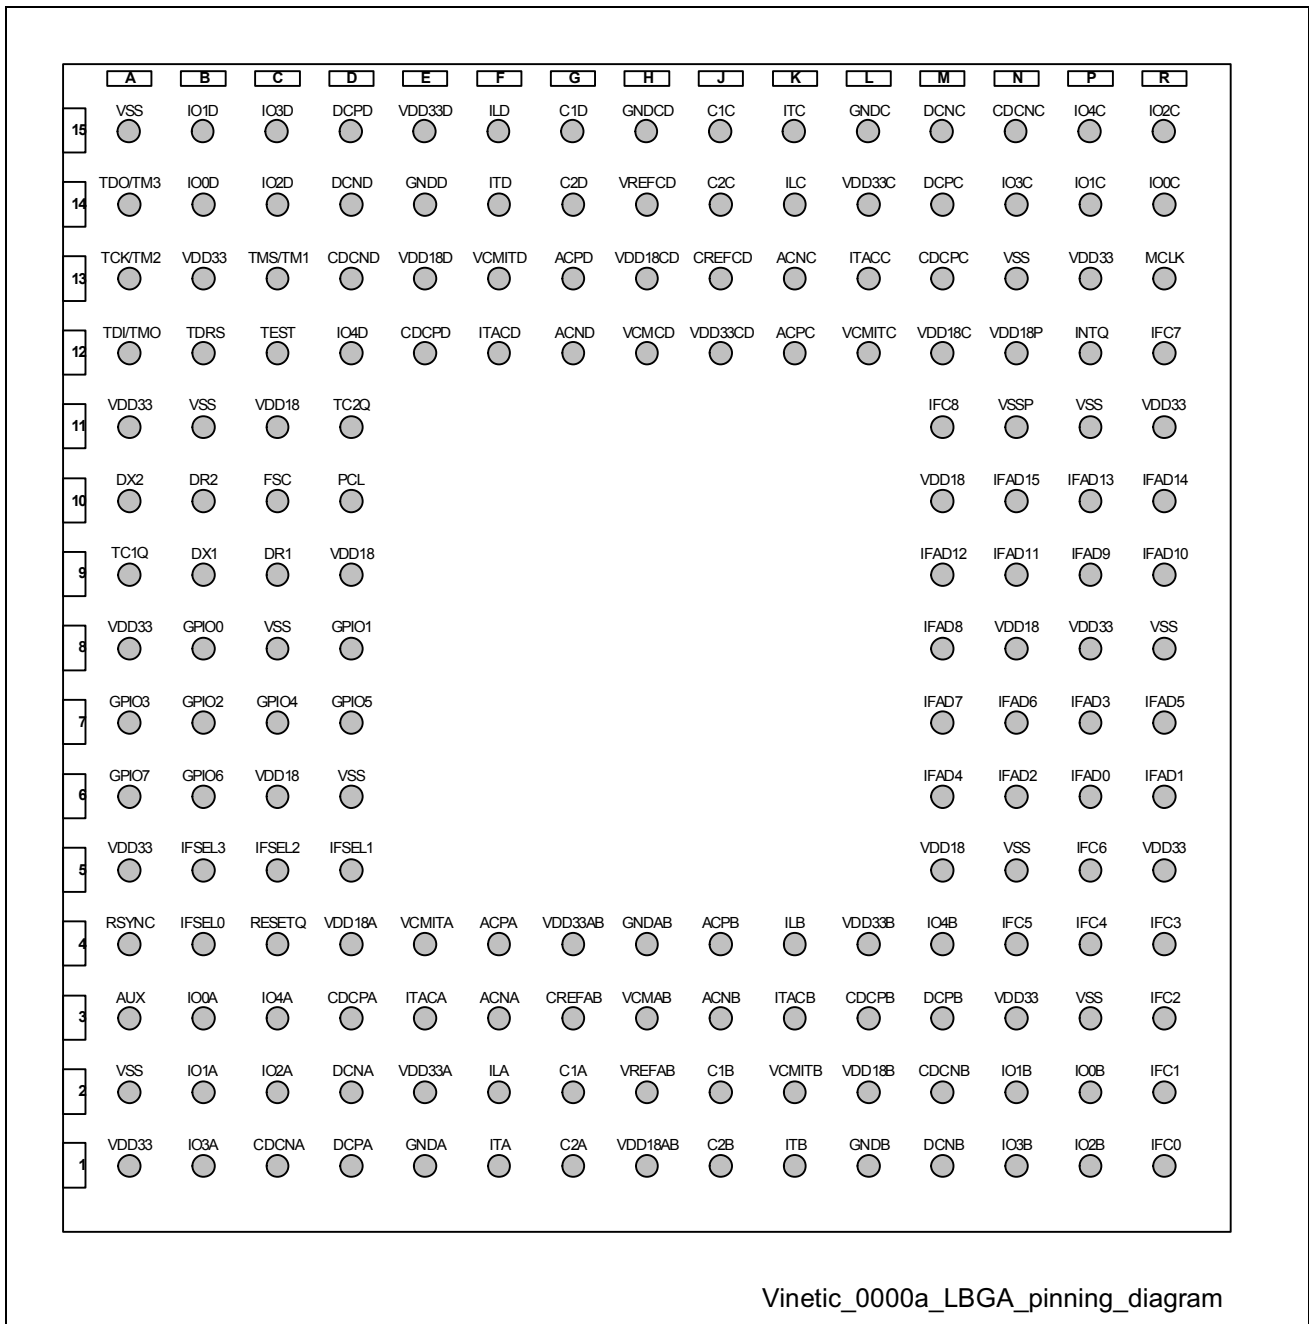 A B C D E F G H J K L M N P R
VSS IO1D IO3D DCPD VDD33D ILD C1D GNDCD C1C ITC GNDC DCNC CDCNC IO4C IO2C
15
TDO/TM3 IO0D IO2D DCND GNDD ITD C2D VREFCD C2C ILC VDD33C DCPC IO3C IO1C IO0C
14
TCK/TM2 VDD33 TMS/TM1 CDCND VDD18D VCMITD ACPD VDD18CD CREFCD ACNC ITACC CDCPC VSS VDD33 MCLK
13
TDI/TMO TDRS TEST IO4D CDCPD ITACD ACND VCMCD VDD33CD ACPC VCMITC VDD18C VDD18P INTQ IFC7
12
VDD33 VSS VDD18 TC2Q IFC8 VSSP VSS VDD33
11
DX2 DR2 FSC PCL VDD18 IFAD15 IFAD13 IFAD14
10
TC1Q DX1 DR1 VDD18 IFAD12 IFAD11 IFAD9 IFAD10
9
VDD33 GPIO0 VSS GPIO1 IFAD8 VDD18 VDD33 VSS
8
GPIO3 GPIO2 GPIO4 GPIO5 IFAD7 IFAD6 IFAD3 IFAD5
7
GPIO7 GPIO6 VDD18 VSS IFAD4 IFAD2 IFAD0 IFAD1
6
VDD33 IFSEL3 IFSEL2 IFSEL1 VDD18 VSS IFC6 VDD33
5
RSYNC IFSEL0 RESETQ VDD18A VCMITA ACPA VDD33AB GNDAB ACPB ILB VDD33B IO4B IFC5 IFC4 IFC3
4
AUX IO0A IO4A CDCPA ITACA ACNA CREFAB VCMAB ACNB ITACB CDCPB DCPB VDD33 VSS IFC2
3
VSS IO1A IO2A DCNA VDD33A ILA C1A VREFAB C1B VCMITB VDD18B CDCNB IO1B IO0B IFC1
2
VDD33 IO3A CDCNA DCPA GNDA ITA C2A VDD18AB C2B ITB GNDB DCNB IO3B IO2B IFC0
1
Vinetic_0000a_LBGA_pinning_diagram